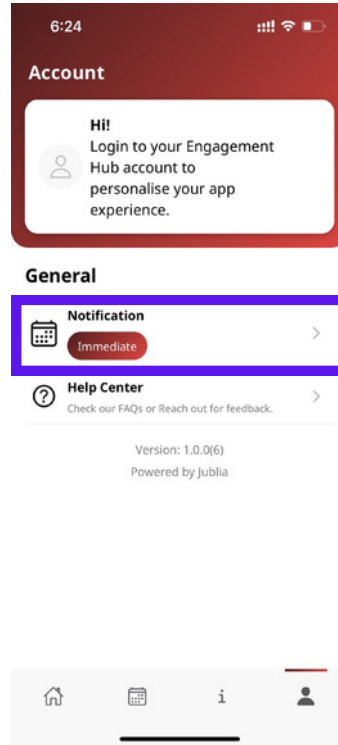 6:24
Account
Hi!
Login to your Engagement
Hub account to
personalise your app
experience.
General
Notification
Immediate
Help Center
Check our FAQs or Reach out for feedback.
Version: 1.0.0(6)
Powered by Jublia
i